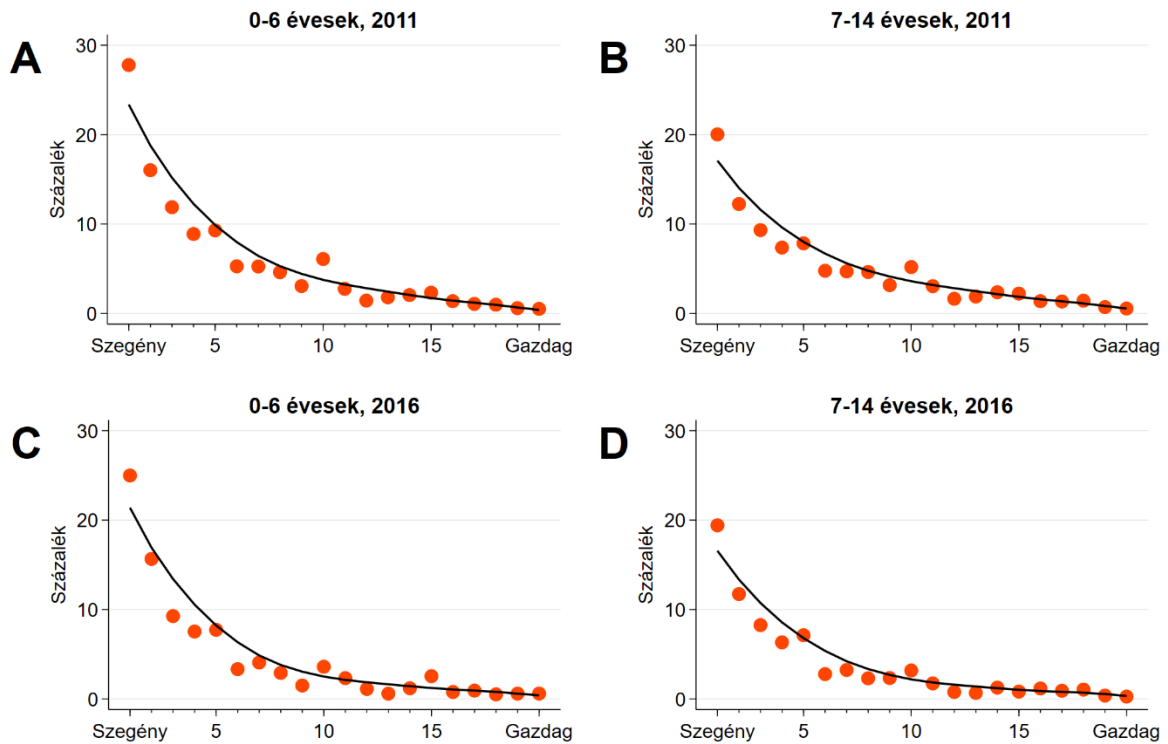 A
0-6 évesek, 2011
Százalék
30
20
10
0
Szegény 5 10 15 Gazdag
B
7-14 évesek, 2011
Százalék
30
20
10
0
Szegény 5 10 15 Gazdag
C
0-6 évesek, 2016
Százalék
30
20
10
0
Szegény 5 10 15 Gazdag
D
7-14 évesek, 2016
Százalék
30
20
10
0
Szegény 5 10 15 Gazdag